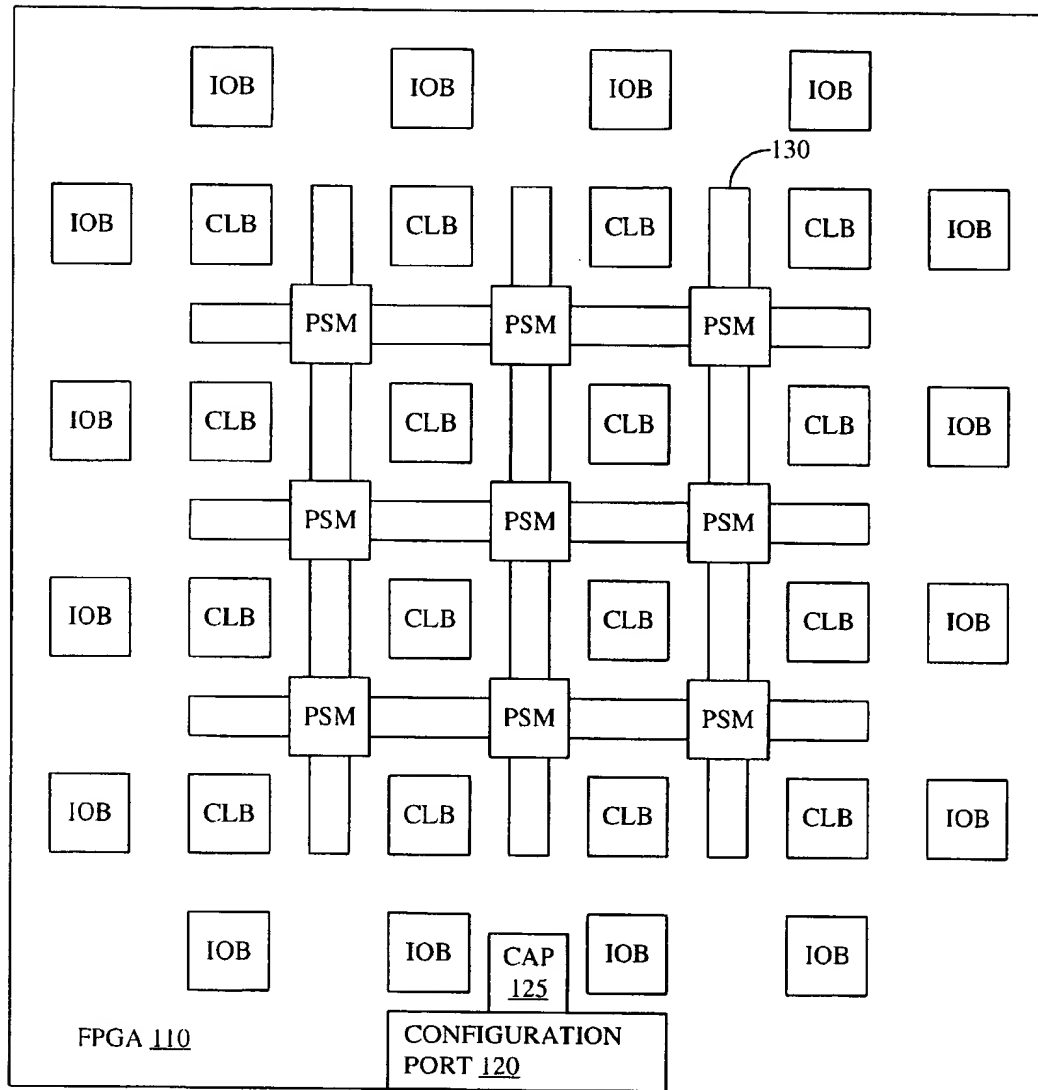 IOB IOB IOB IOB
130
IOB CLB CLB CLB CLB IOB
PSM PSM PSM
IOB CLB CLB CLB CLB IOB
PSM PSM PSM
IOB CLB CLB CLB CLB IOB
PSM PSM PSM
IOB CLB CLB CLB CLB IOB
IOB IOB CAP IOB IOB
125
FPGA 110
CONFIGURATION
PORT 120